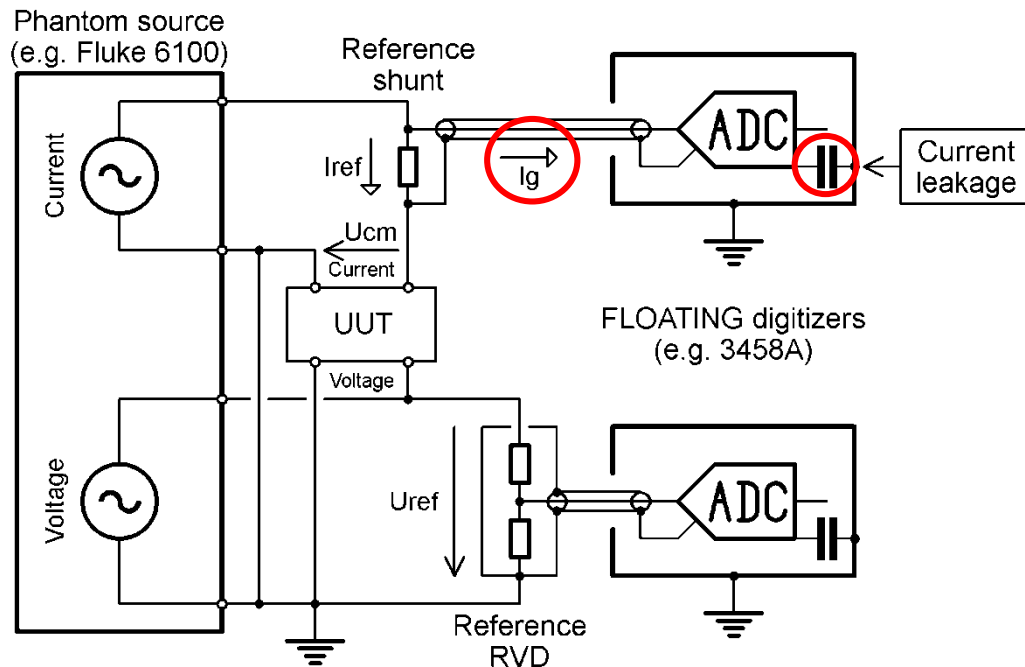 Phantom source
(e.g. Fluke 6100)
Reference
shunt
Current
Iref
Ig
ADC
Current
leakage
Ucm
Current
UUT
Voltage
FLOATING digitizers
(e.g. 3458A)
Voltage
Uref
ADC
Reference
RVD